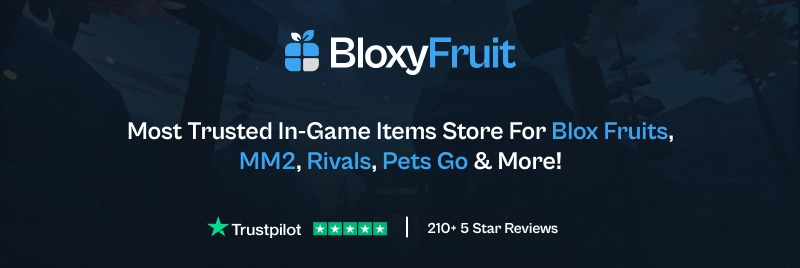 BloxyFruit
Most Trusted In-Game Items Store For Blox Fruits,
MM2, Rivals, Pets Go & More!
Trustpilot | 210+ 5 Star Reviews